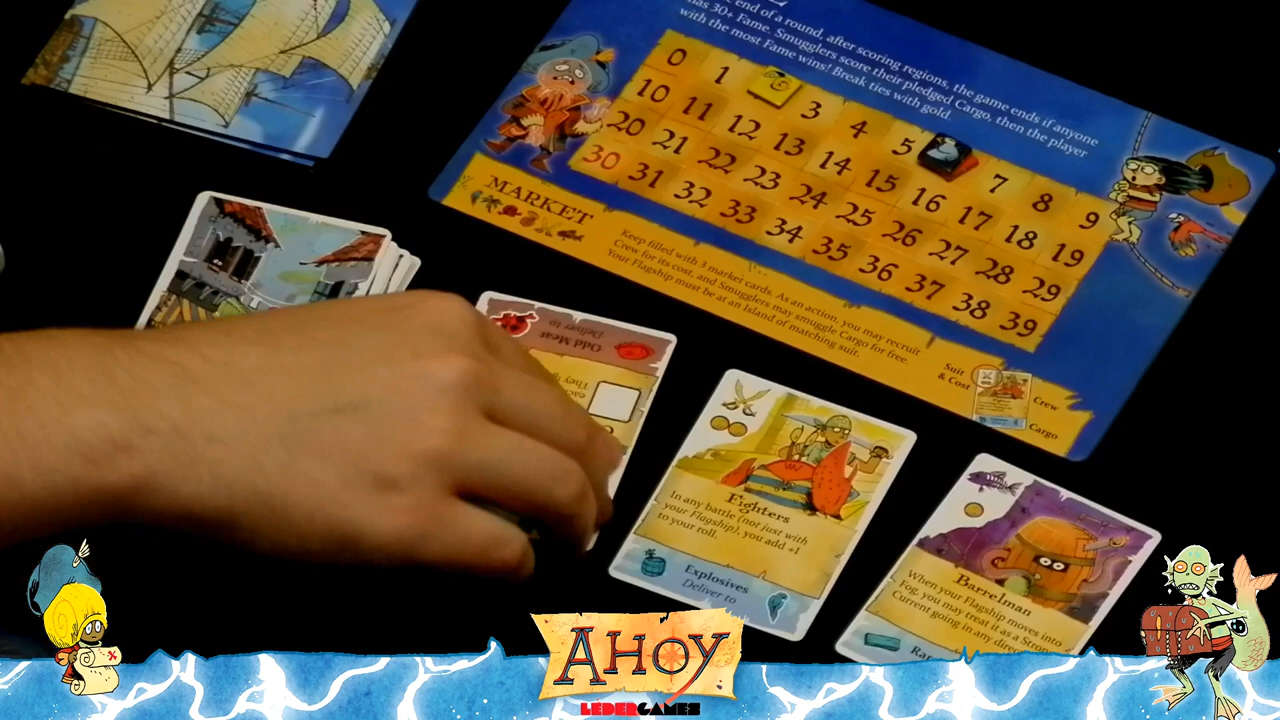 end of a round, after scoring regions, the game ends if anyone
has 30+ Fame. Smugglers score their pledged Cargo, then the player
with the most Fame wins! Break ties with gold.
0 1 3 4 5 7 8 9
10 11 12 13 14 15 16 17 18 19
20 21 22 23 24 25 26 27 28 29
30 31 32 33 34 35 36 37 38 39
MARKET
Keep filled with 3 market cards. As an action, you may recruit
Crew for its cost, and Smugglers may smuggle Cargo for free.
Your Flagship must be at an Island of matching suit.
Suit
& Cost
Crew
Cargo
Deliver to
Odd Meat
Fighters
In any battle (not just with
your Flagship), you add +1
to your roll.
Explosives
Deliver to
Barrelman
When your Flagship moves into
Fog, you may treat it as a Strong
Current going in any
AHOY
LEDERGAMES